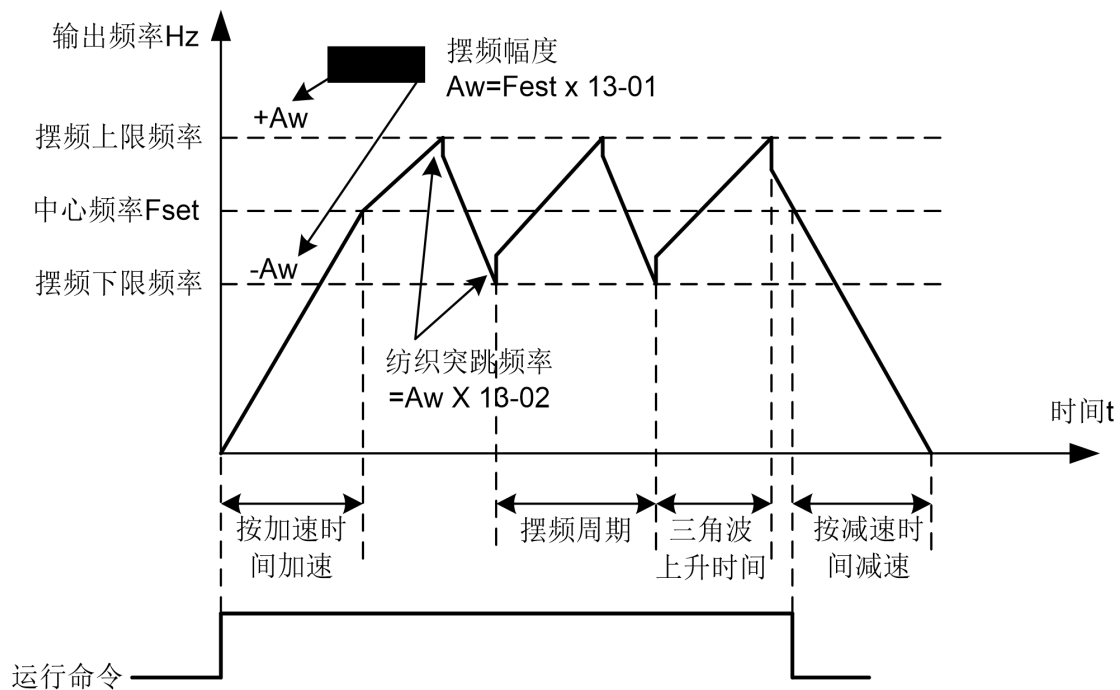 输出频率Hz
摆频幅度
Aw=Fest x 13-01
+Aw
摆频上限频率
中心频率Fset
-Aw
摆频下限频率
纺织突跳频率
=Aw X 13-02
时间t
按加速时
间加速
摆频周期
三角波
上升时间
按减速时
间减速
运行命令